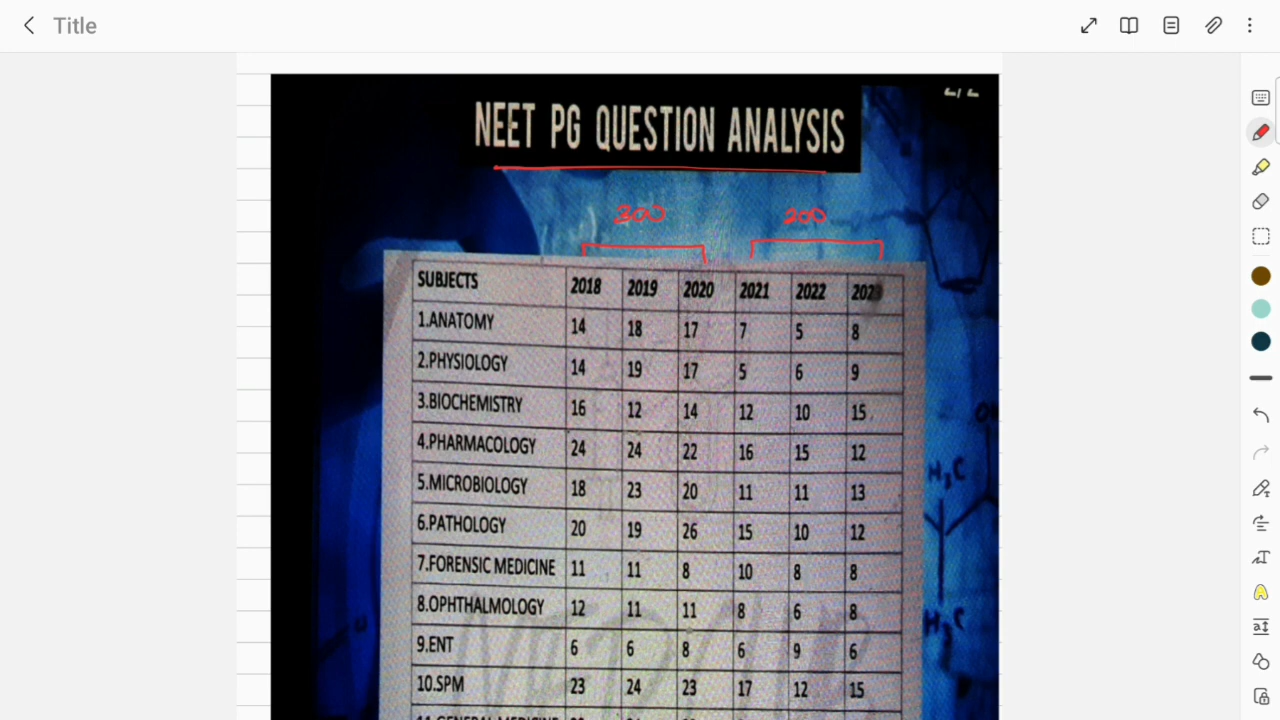 Title
NEET PG QUESTION ANALYSIS
300 200
SUBJECTS 2018 2019 2020 2021 2022 2023
1.ANATOMY 14 18 17 7 5 8
2.PHYSIOLOGY 14 19 17 5 6 9
3.BIOCHEMISTRY 16 12 14 12 10 15
4.PHARMACOLOGY 24 24 22 16 15 12
5.MICROBIOLOGY 18 23 20 11 11 13
6.PATHOLOGY 20 19 26 15 10 12
7.FORENSIC MEDICINE 11 11 8 10 8 8
8.OPHTHALMOLOGY 12 11 11 8 6 8
9.ENT 6 6 8 6 9 6
10.SPM 23 24 23 17 12 15
H₃C
H₃C